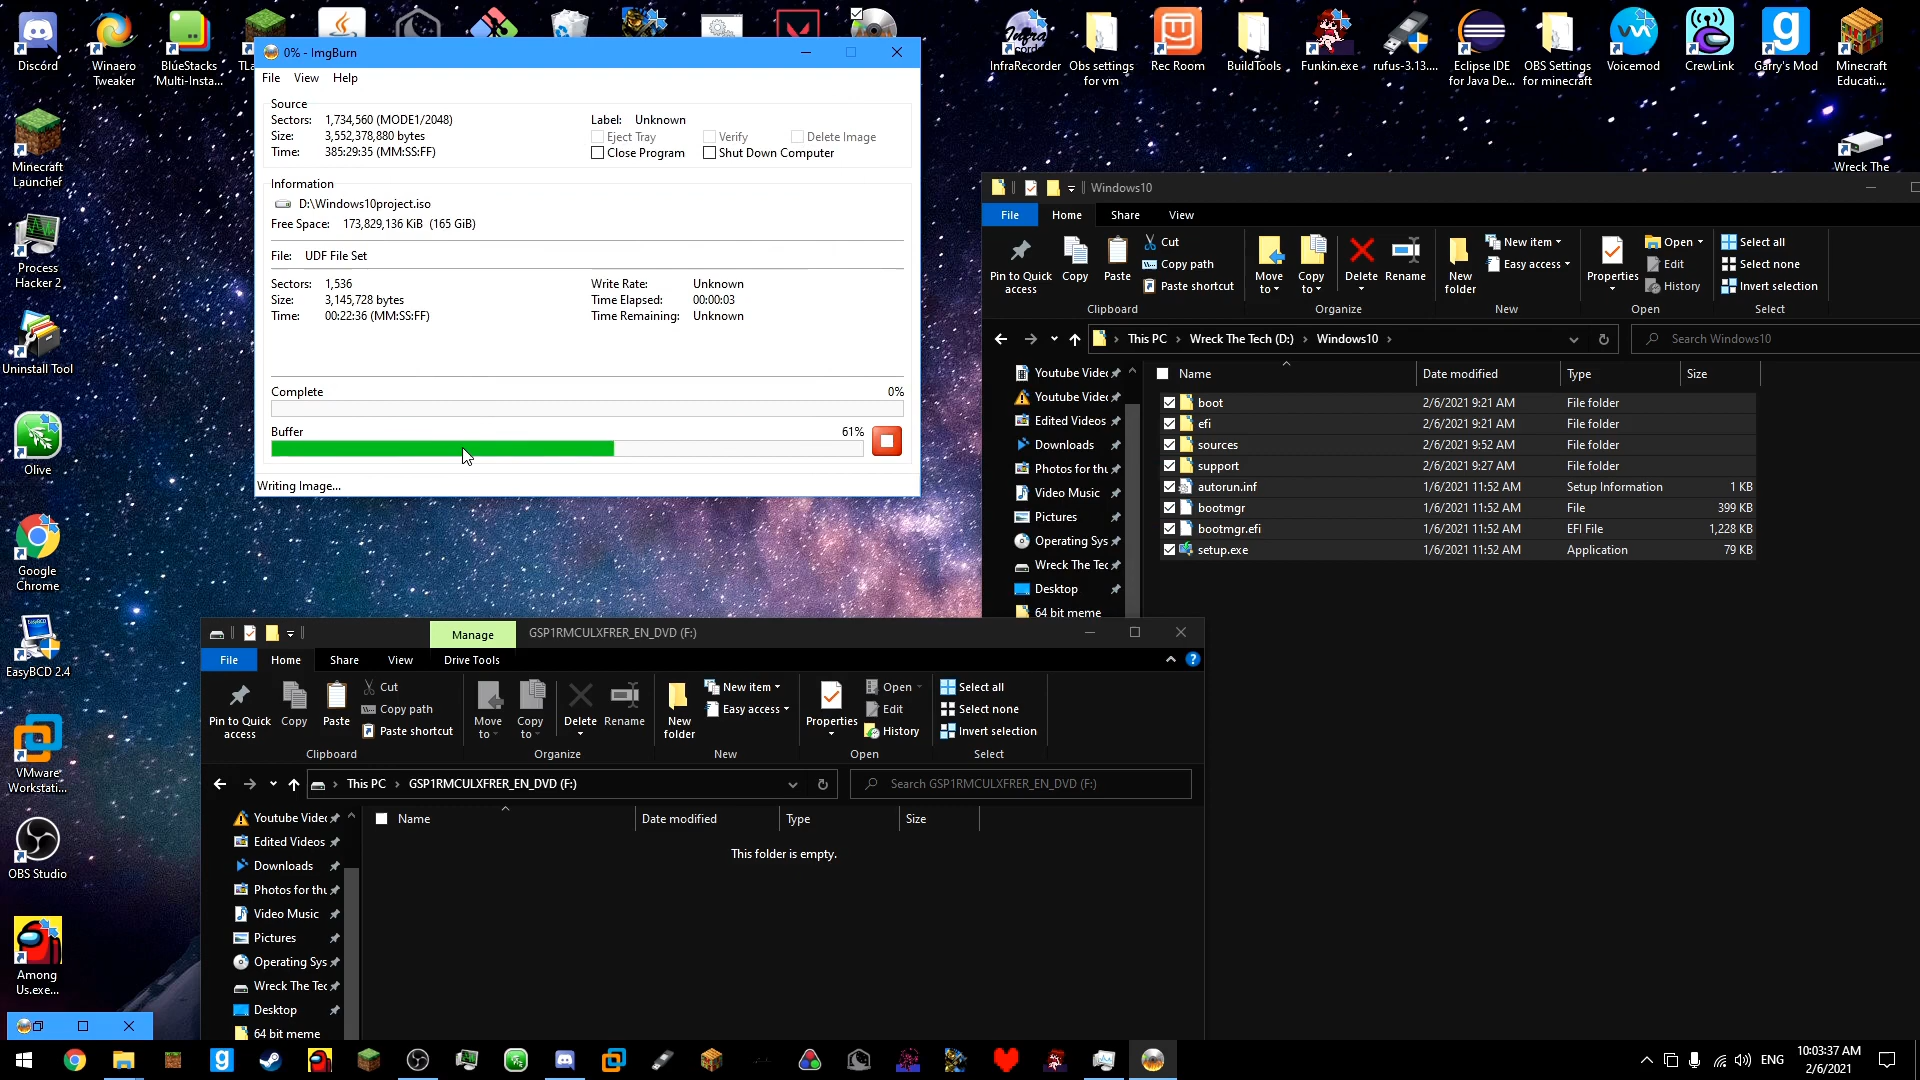 Discord
Winaero
Tweaker
BlueStacks
'Multi-Insta...
InfraRecorder
Obs settings
for vm
Rec Room
BuildTools
Funkin.exe
rufus-3.13....
Eclipse IDE
for Java De...
OBS Settings
for minecraft
Voicemod
CrewLink
Garry's Mod
Minecraft
Educati...
Wreck The
Minecraft
Launcher
Process
Hacker 2
Uninstall Tool
Olive
Google
Chrome
EasyBCD 2.4
VMware
Workstati...
OBS Studio
Among
Us.exe...
0% - ImgBurn
File View Help
Source
Sectors: 1,734,560 (MODE1/2048)
Label: Unknown
Size: 3,552,378,880 bytes
Eject Tray Verify Delete Image
Time: 385:29:35 (MM:SS:FF)
Close Program Shut Down Computer
Information
D:\Windows10project.iso
Free Space: 173,829,136 KiB (165 GiB)
File: UDF File Set
Sectors: 1,536
Write Rate: Unknown
Size: 3,145,728 bytes
Time Elapsed: 00:00:03
Time: 00:22:36 (MM:SS:FF)
Time Remaining: Unknown
Complete 0%
Buffer 61%
Writing Image...
Windows10
File Home Share View
Pin to Quick
access
Copy
Paste
Cut
Copy path
Paste shortcut
Move
to
Copy
to
Delete
Rename
New
folder
New item
Easy access
Properties
Open
Edit
History
Select all
Select none
Invert selection
Clipboard Organize New Open Select
This PC Wreck The Tech (D:) Windows10
Search Windows10
Name Date modified Type Size
boot 2/6/2021 9:21 AM File folder
efi 2/6/2021 9:21 AM File folder
sources 2/6/2021 9:52 AM File folder
support 2/6/2021 9:27 AM File folder
autorun.inf 1/6/2021 11:52 AM Setup Information 1 KB
bootmgr 1/6/2021 11:52 AM File 399 KB
bootmgr.efi 1/6/2021 11:52 AM EFI File 1,228 KB
setup.exe 1/6/2021 11:52 AM Application 79 KB
Youtube Videc
Youtube Videc
Edited Videos
Downloads
Photos for thu
Video Music
Pictures
Operating Sys
Wreck The Tec
Desktop
64 bit meme
Manage GSP1RMCULXFRER_EN_DVD (F:)
File Home Share View Drive Tools
Pin to Quick
access
Copy
Paste
Cut
Copy path
Paste shortcut
Move
to
Copy
to
Delete
Rename
New
folder
New item
Easy access
Properties
Open
Edit
History
Select all
Select none
Invert selection
Clipboard Organize New Open Select
This PC GSP1RMCULXFRER_EN_DVD (F:)
Search GSP1RMCULXFRER_EN_DVD (F:)
Name Date modified Type Size
This folder is empty.
Youtube Videc
Edited Videos
Downloads
Photos for thu
Video Music
Pictures
Operating Sys
Wreck The Tec
Desktop
64 bit meme
ENG
10:03:37 AM
2/6/2021